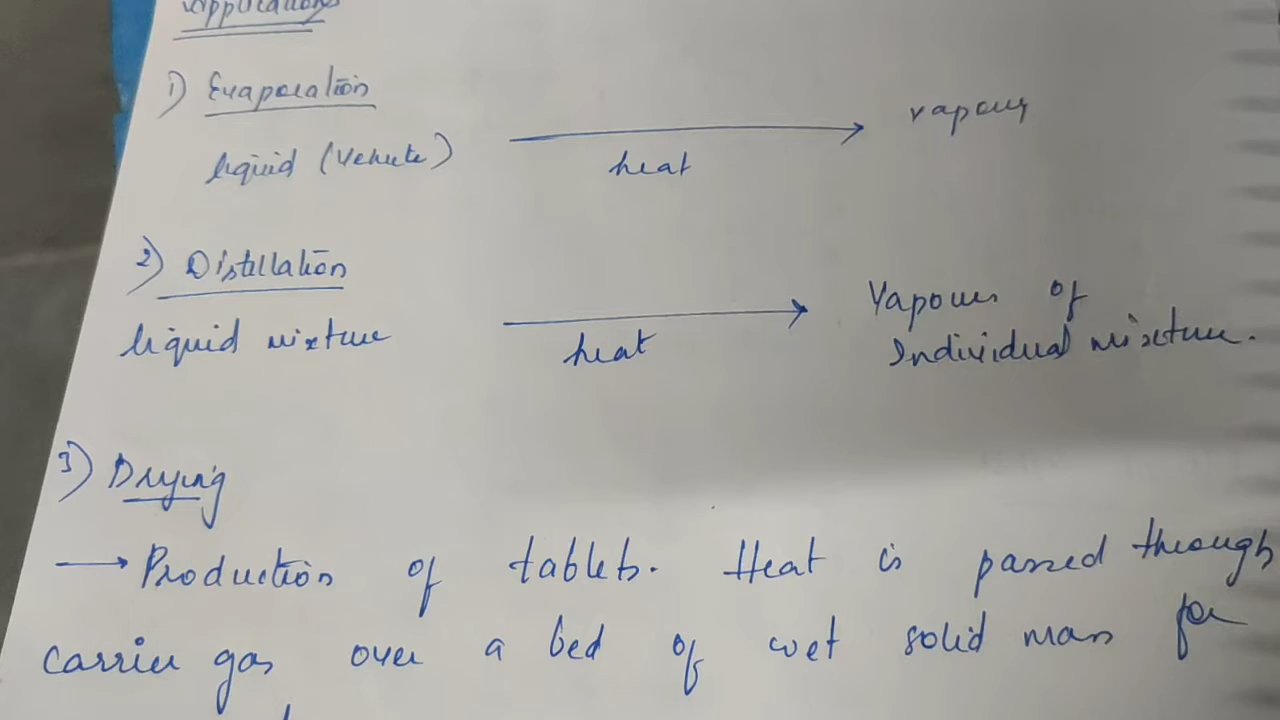 Applications
1) Evaporation
liquid (Vehicle) heat vapour
2) Distillation
liquid mixture heat Vapours of
Individual mixture.
3) Drying
→ Production of tablets. Heat is passed through
carrier gas over a bed of wet solid mass for